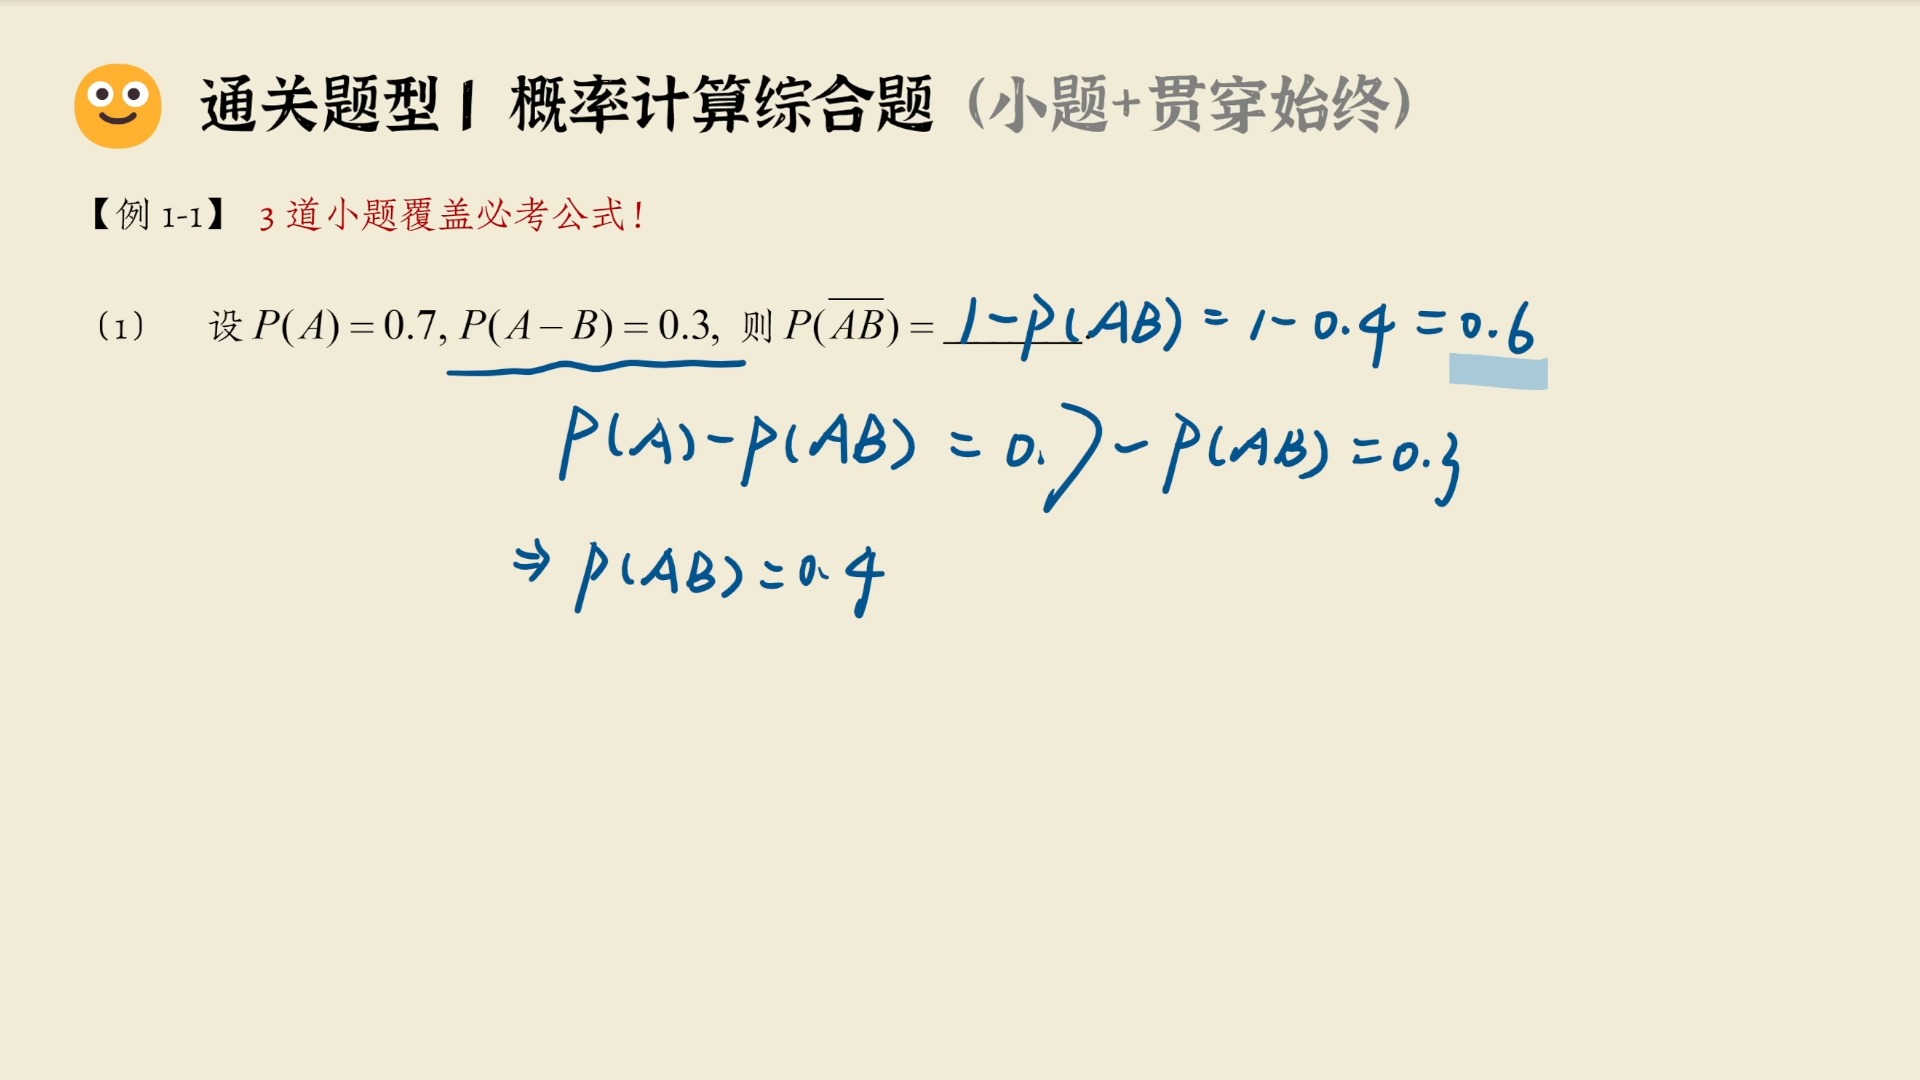 通关题型1 概率计算综合题（小题+贯穿始终）
【例 1-1】 3 道小题覆盖必考公式！
（1） 设 P(A) = 0.7, P(A − B) = 0.3, 则 P(\overline{AB}) = ______. 1-P(AB) = 1-0.4 = 0.6
P(A)-P(AB) = 0.7-P(AB) = 0.3
⇒ P(AB) = 0.4